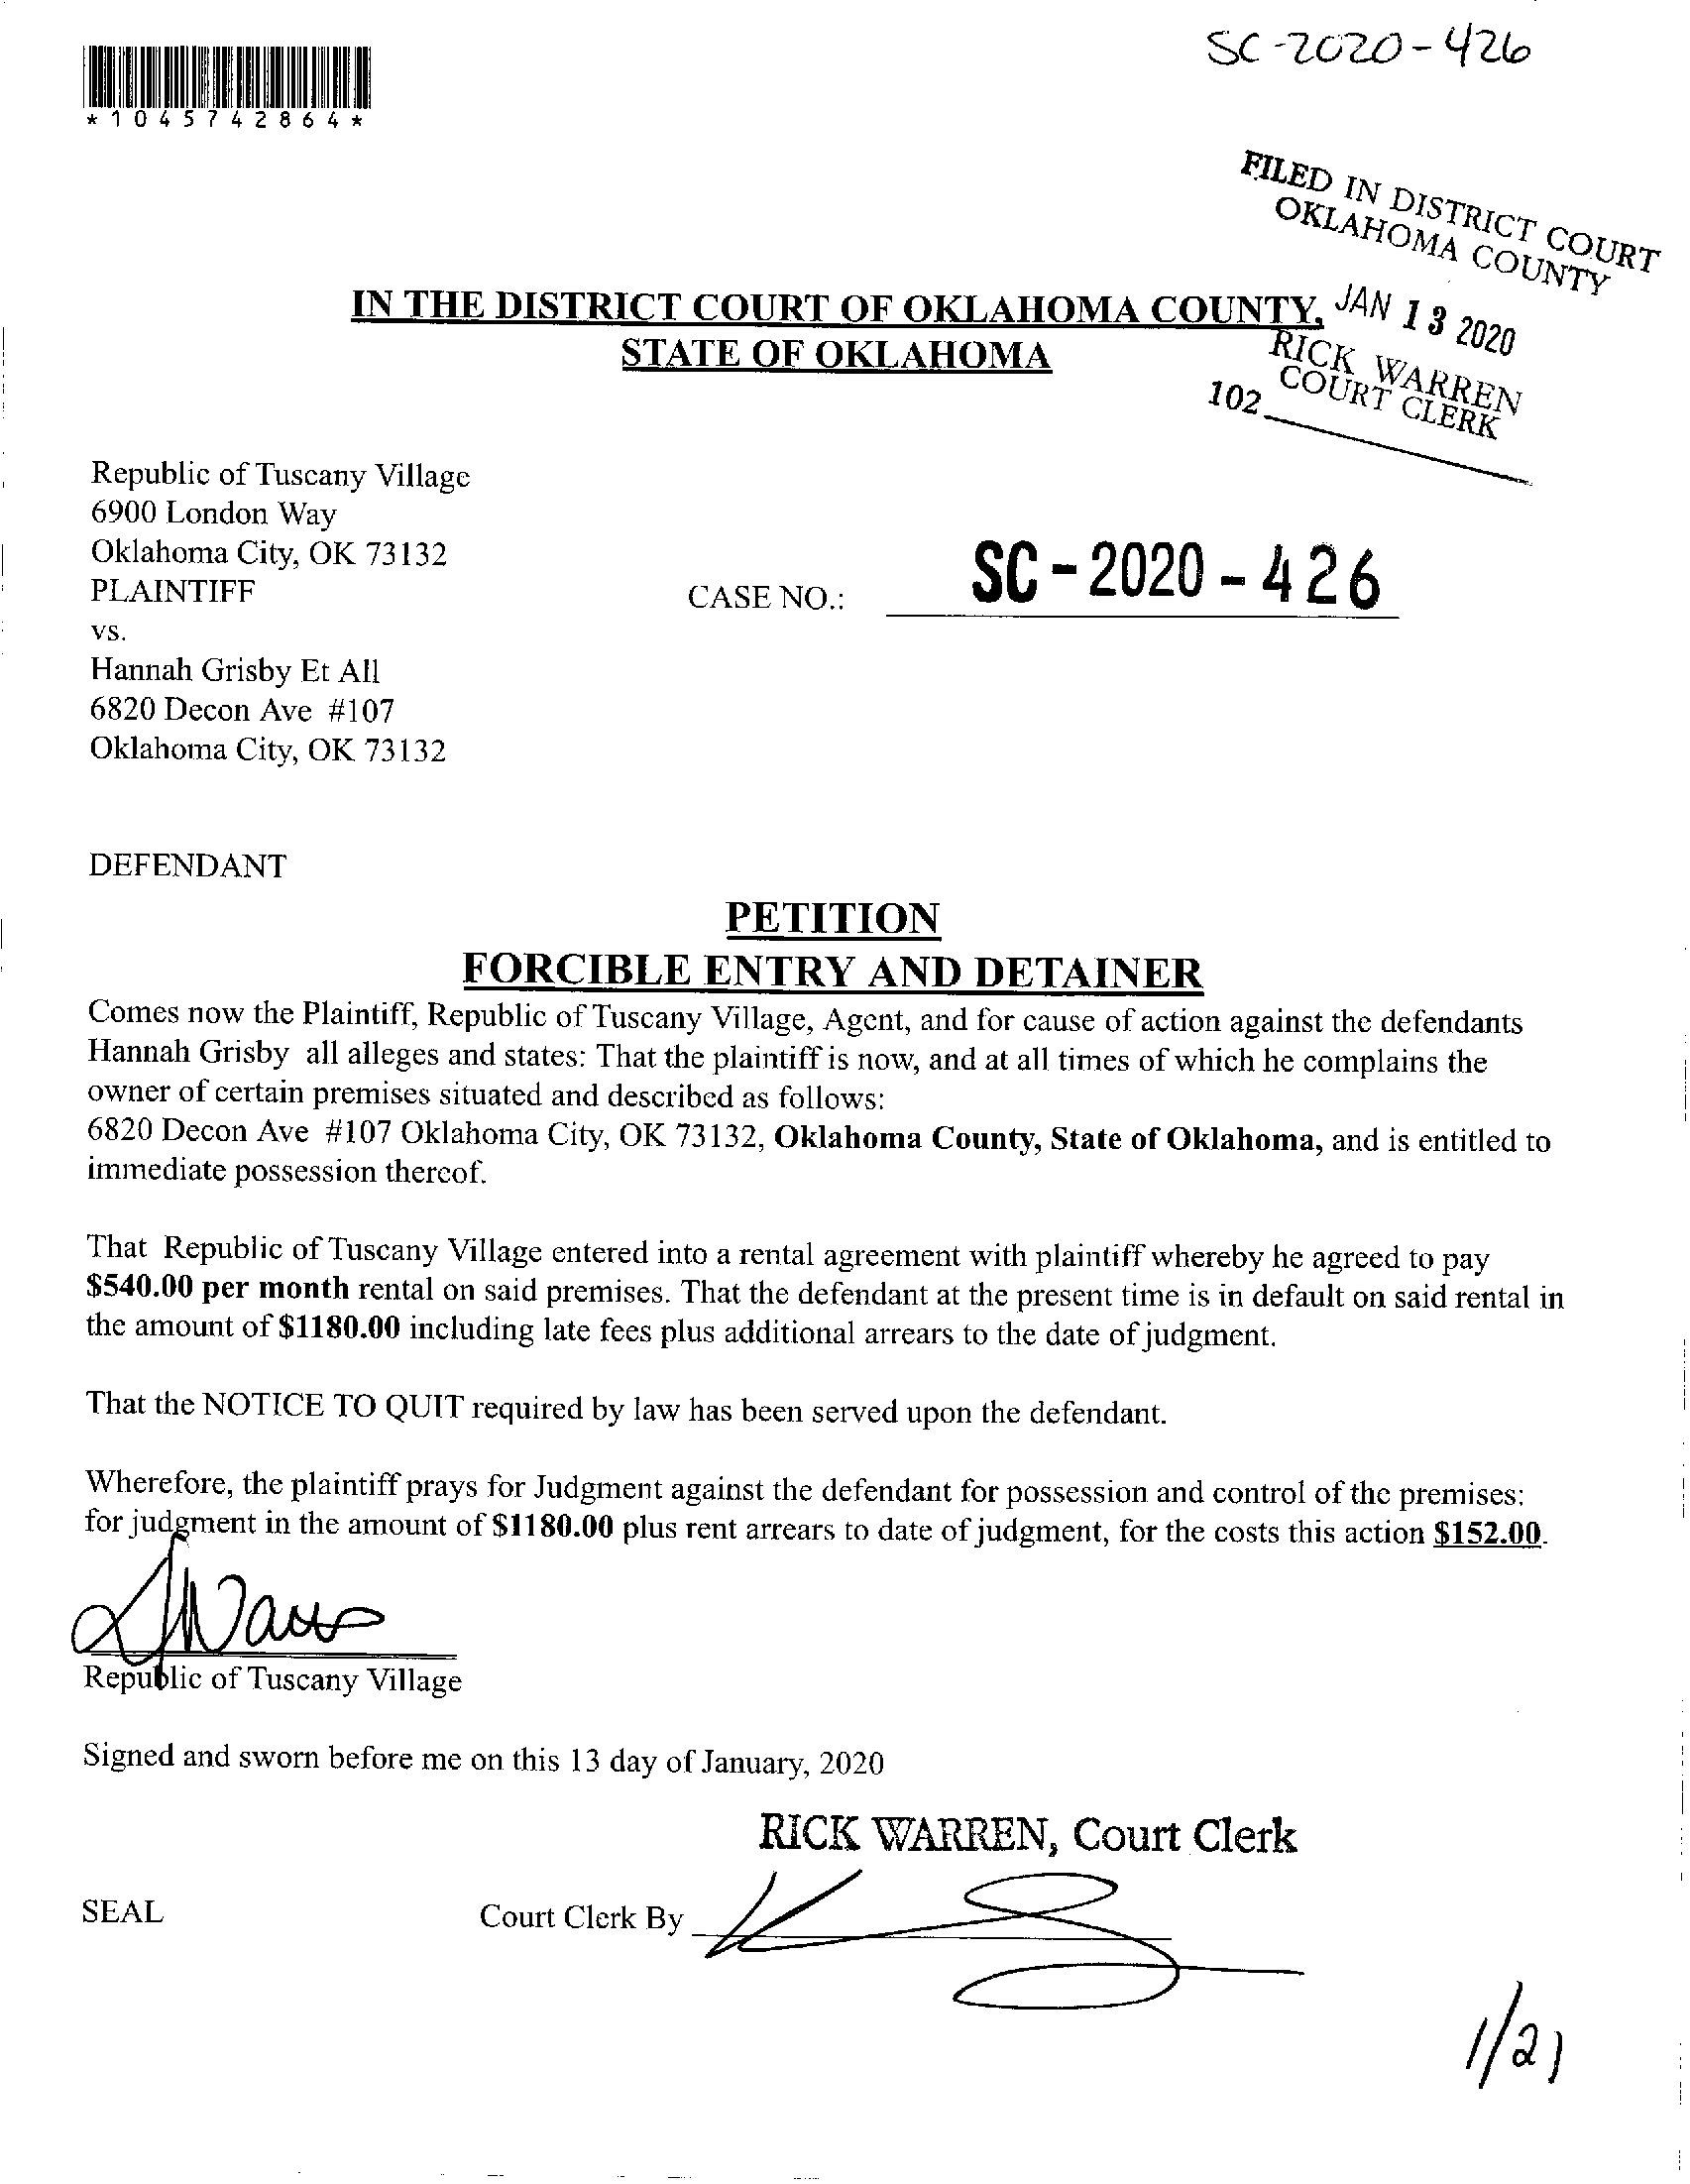 SC-2020-426
*1045742864*
FILED IN DISTRICT COURT
OKLAHOMA COUNTY
JAN 13 2020
RICK WARREN
COURT CLERK
102
IN THE DISTRICT COURT OF OKLAHOMA COUNTY,
STATE OF OKLAHOMA
Republic of Tuscany Village
6900 London Way
Oklahoma City, OK 73132
PLAINTIFF
CASE NO.: SC-2020-426
vs.
Hannah Grisby Et All
6820 Decon Ave #107
Oklahoma City, OK 73132
DEFENDANT
PETITION
FORCIBLE ENTRY AND DETAINER
Comes now the Plaintiff, Republic of Tuscany Village, Agent, and for cause of action against the defendants
Hannah Grisby all alleges and states: That the plaintiff is now, and at all times of which he complains the
owner of certain premises situated and described as follows:
6820 Decon Ave #107 Oklahoma City, OK 73132, Oklahoma County, State of Oklahoma, and is entitled to
immediate possession thereof.
That Republic of Tuscany Village entered into a rental agreement with plaintiff whereby he agreed to pay
$540.00 per month rental on said premises. That the defendant at the present time is in default on said rental in
the amount of $1180.00 including late fees plus additional arrears to the date of judgment.
That the NOTICE TO QUIT required by law has been served upon the defendant.
Wherefore, the plaintiff prays for Judgment against the defendant for possession and control of the premises:
for judgment in the amount of $1180.00 plus rent arrears to date of judgment, for the costs this action $152.00.
Republic of Tuscany Village
Signed and sworn before me on this 13 day of January, 2020
RICK WARREN, Court Clerk
SEAL
Court Clerk By
1/21